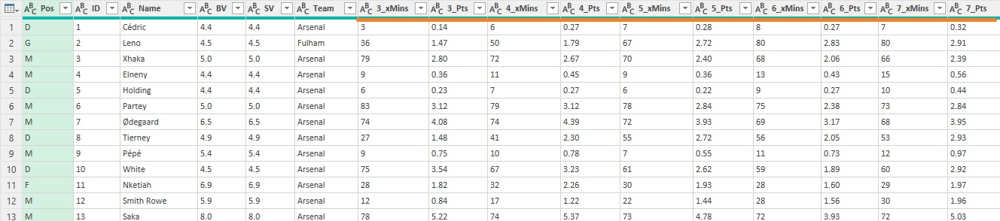 ABC Pos ABC ID ABC Name ABC BV ABC SV ABC Team ABC 3_xMins ABC 3_Pts ABC 4_xMins ABC 4_Pts ABC 5_xMins ABC 5_Pts ABC 6_xMins ABC 6_Pts ABC 7_xMins ABC 7_Pts
1 D 1 Cédric 4.4 4.4 Arsenal 3 0.14 6 0.27 7 0.28 8 0.27 7 0.32
2 G 2 Leno 4.5 4.5 Fulham 36 1.47 50 1.79 67 2.72 80 2.83 80 2.91
3 M 3 Xhaka 5.0 5.0 Arsenal 79 2.80 72 2.67 70 2.40 68 2.06 66 2.39
4 M 4 Elneny 4.4 4.4 Arsenal 9 0.36 11 0.45 9 0.36 13 0.43 15 0.56
5 D 5 Holding 4.4 4.4 Arsenal 6 0.23 7 0.27 6 0.22 9 0.27 10 0.44
6 M 6 Partey 5.0 5.0 Arsenal 83 3.12 79 3.12 78 2.84 75 2.38 73 2.84
7 M 7 Ødegaard 6.5 6.5 Arsenal 74 4.08 74 4.39 72 3.93 69 3.17 68 3.95
8 D 8 Tierney 4.9 4.9 Arsenal 27 1.48 41 2.30 55 2.72 56 2.05 53 2.93
9 M 9 Pépé 5.4 5.4 Arsenal 9 0.75 10 0.78 7 0.55 11 0.73 12 0.97
10 D 10 White 4.5 4.5 Arsenal 75 3.54 67 3.23 61 2.62 59 1.89 60 2.92
11 F 11 Nketiah 6.9 6.9 Arsenal 28 1.82 32 2.26 30 1.93 28 1.60 29 1.97
12 M 12 Smith Rowe 5.9 5.9 Arsenal 12 0.84 17 1.22 22 1.44 28 1.56 30 1.96
13 M 13 Saka 8.0 8.0 Arsenal 78 5.22 74 5.37 73 4.78 72 3.93 72 5.03